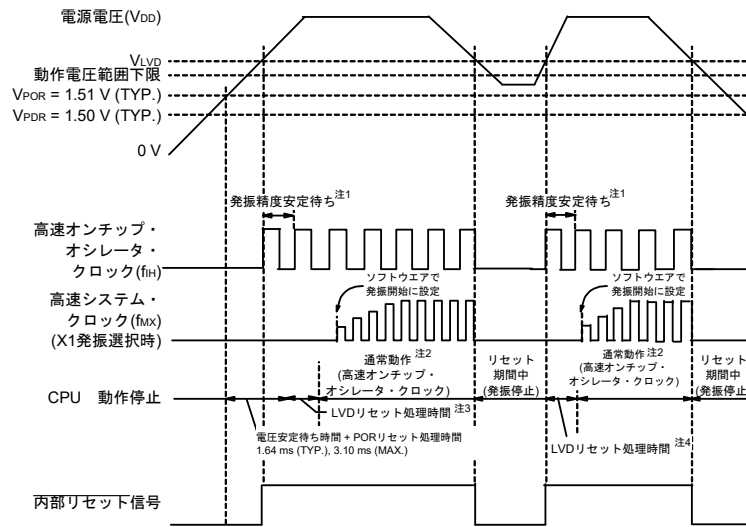 電源電圧(VDD)
VLVD
動作電圧範囲下限
VPOR = 1.51 V (TYP.)
VPDR = 1.50 V (TYP.)
0 V
発振精度安定待ち注1
発振精度安定待ち注1
高速オンチップ・
オシレータ・
クロック(fIH)
ソフトウエアで
発振開始に設定
ソフトウエアで
発振開始に設定
高速システム・
クロック(fMX)
(X1発振選択時)
通常動作注2
(高速オンチップ・
オシレータ・クロック)
リセット
期間中
(発振停止)
通常動作注2
(高速オンチップ・
オシレータ・クロック)
リセット
期間中
(発振停止
CPU 動作停止
LVDリセット処理時間 注3
電圧安定待ち時間 + PORリセット処理時間
1.64 ms (TYP.), 3.10 ms (MAX.)
LVDリセット処理時間 注4
内部リセット信号